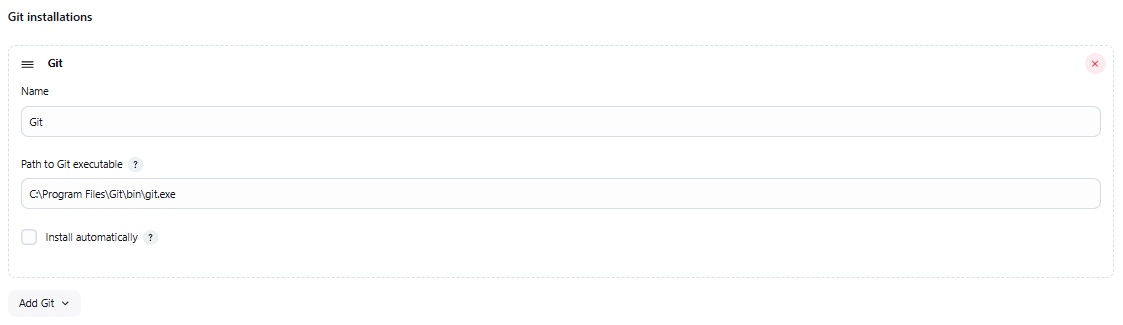 Git installations
Git
Name
Git
Path to Git executable ?
C:\Program Files\Git\bin\git.exe
Install automatically ?
Add Git